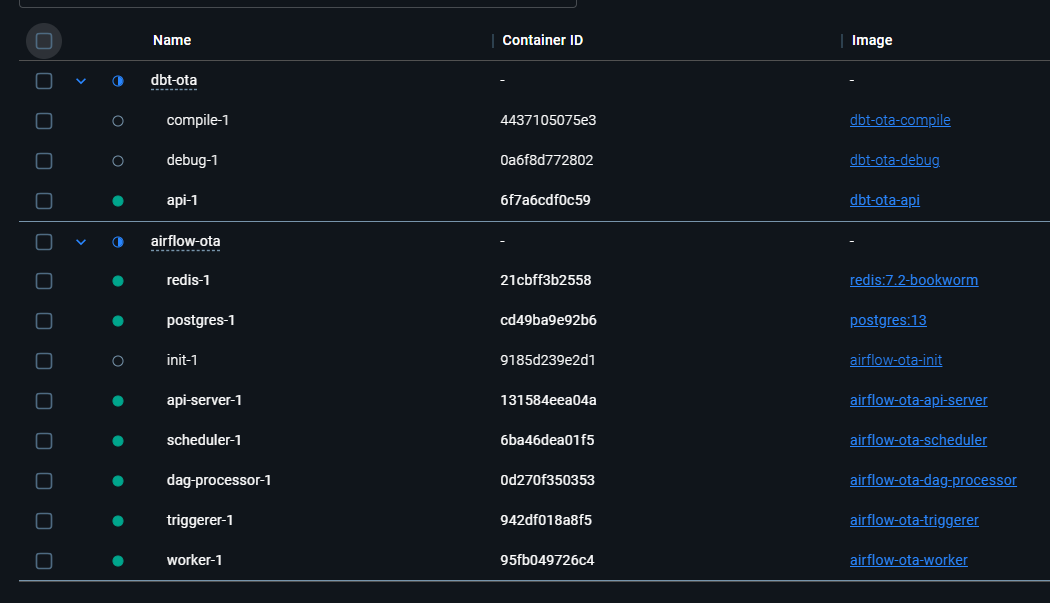 Name Container ID Image
dbt-ota - -
compile-1 4437105075e3 dbt-ota-compile
debug-1 0a6f8d772802 dbt-ota-debug
api-1 6f7a6cdf0c59 dbt-ota-api
airflow-ota - -
redis-1 21cbff3b2558 redis:7.2-bookworm
postgres-1 cd49ba9e92b6 postgres:13
init-1 9185d239e2d1 airflow-ota-init
api-server-1 131584eea04a airflow-ota-api-server
scheduler-1 6ba46dea01f5 airflow-ota-scheduler
dag-processor-1 0d270f350353 airflow-ota-dag-processor
triggerer-1 942df018a8f5 airflow-ota-triggerer
worker-1 95fb049726c4 airflow-ota-worker